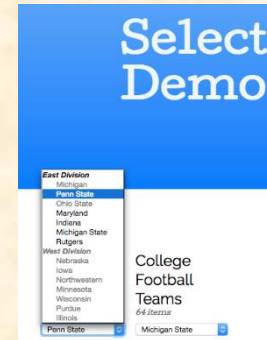 Select
Demo
East Division
Michigan
Penn State
Ohio State
Maryland
Indiana
Michigan State
Rutgers
West Division
Nebraska
Iowa
Northwestern
Minnesota
Wisconsin
Purdue
Illinois
Penn State
College
Football
Teams
64 items
Michigan State